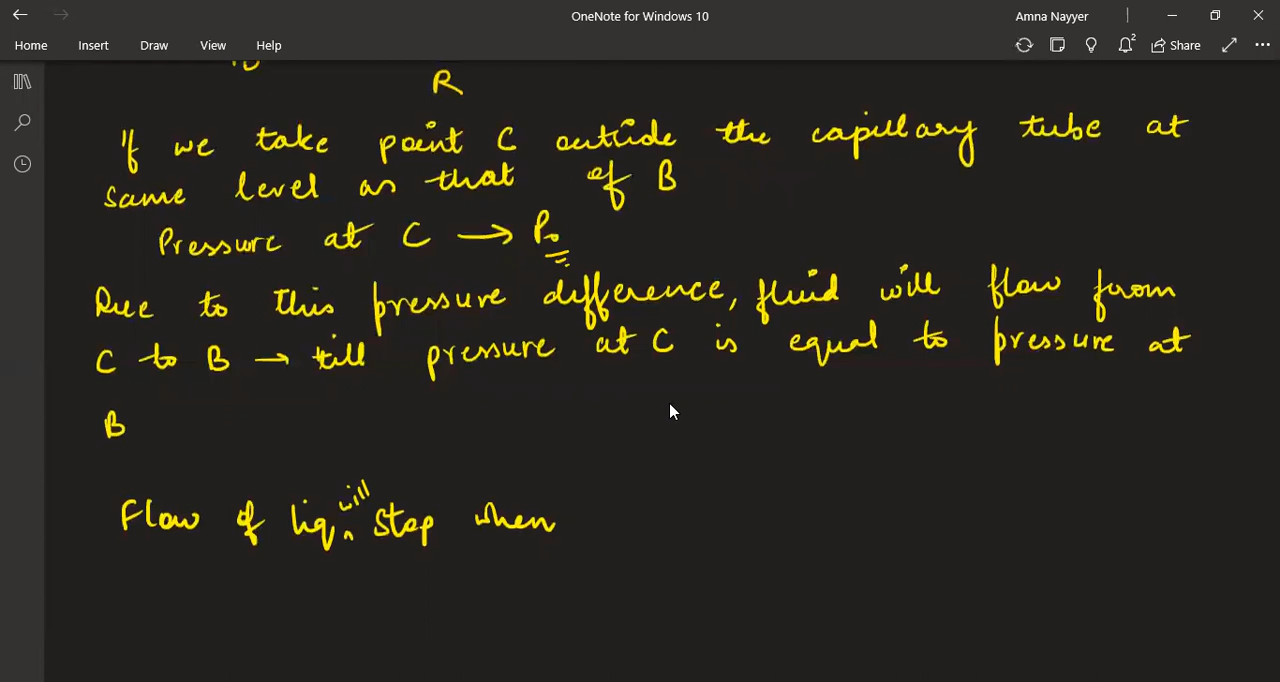 OneNote for Windows 10
Amna Nayyer
Home Insert Draw View Help
2 Share
R
If we take point C outside the capillary tube at
same level as that of B
Pressure at C → P₀
Due to this pressure difference, fluid will flow from
C to B → till pressure at C is equal to pressure at
B
Flow of liq. will stop when